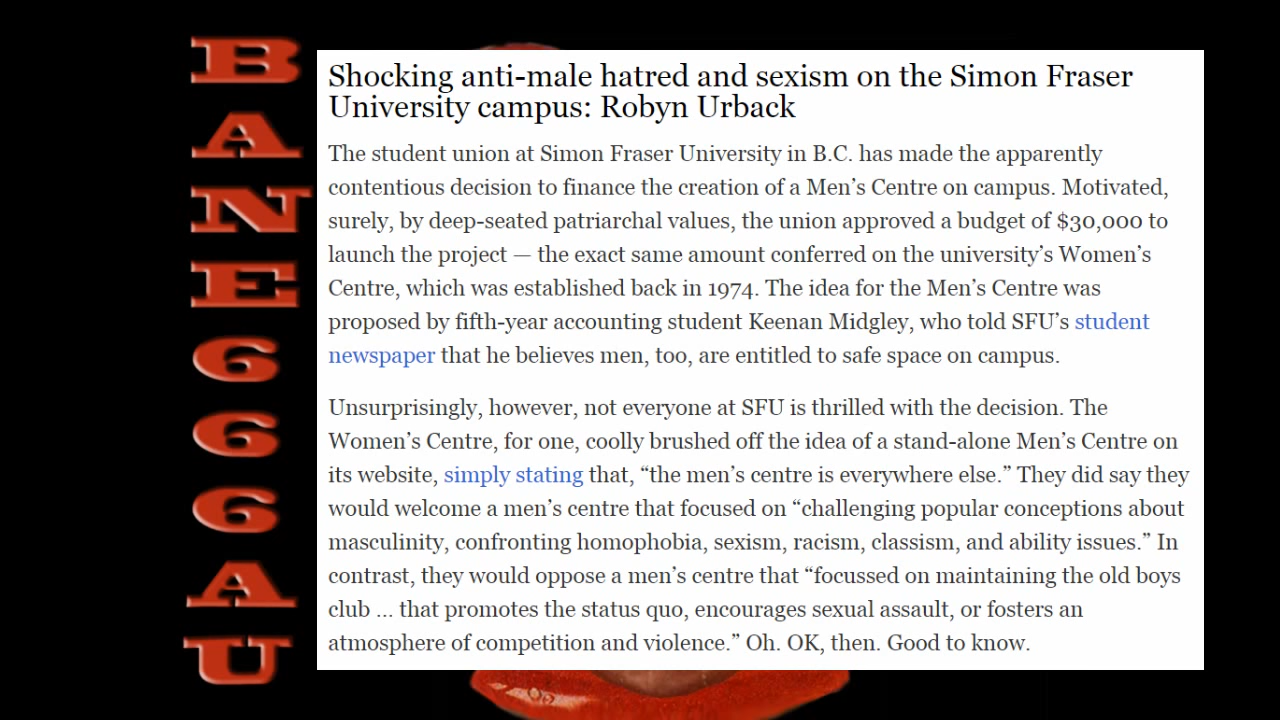 BANE666AU
Shocking anti-male hatred and sexism on the Simon Fraser
University campus: Robyn Urback
The student union at Simon Fraser University in B.C. has made the apparently
contentious decision to finance the creation of a Men’s Centre on campus. Motivated,
surely, by deep-seated patriarchal values, the union approved a budget of $30,000 to
launch the project — the exact same amount conferred on the university’s Women’s
Centre, which was established back in 1974. The idea for the Men’s Centre was
proposed by fifth-year accounting student Keenan Midgley, who told SFU’s student
newspaper that he believes men, too, are entitled to safe space on campus.
Unsurprisingly, however, not everyone at SFU is thrilled with the decision. The
Women’s Centre, for one, coolly brushed off the idea of a stand-alone Men’s Centre on
its website, simply stating that, “the men’s centre is everywhere else.” They did say they
would welcome a men’s centre that focused on “challenging popular conceptions about
masculinity, confronting homophobia, sexism, racism, classism, and ability issues.” In
contrast, they would oppose a men’s centre that “focussed on maintaining the old boys
club … that promotes the status quo, encourages sexual assault, or fosters an
atmosphere of competition and violence.” Oh. OK, then. Good to know.